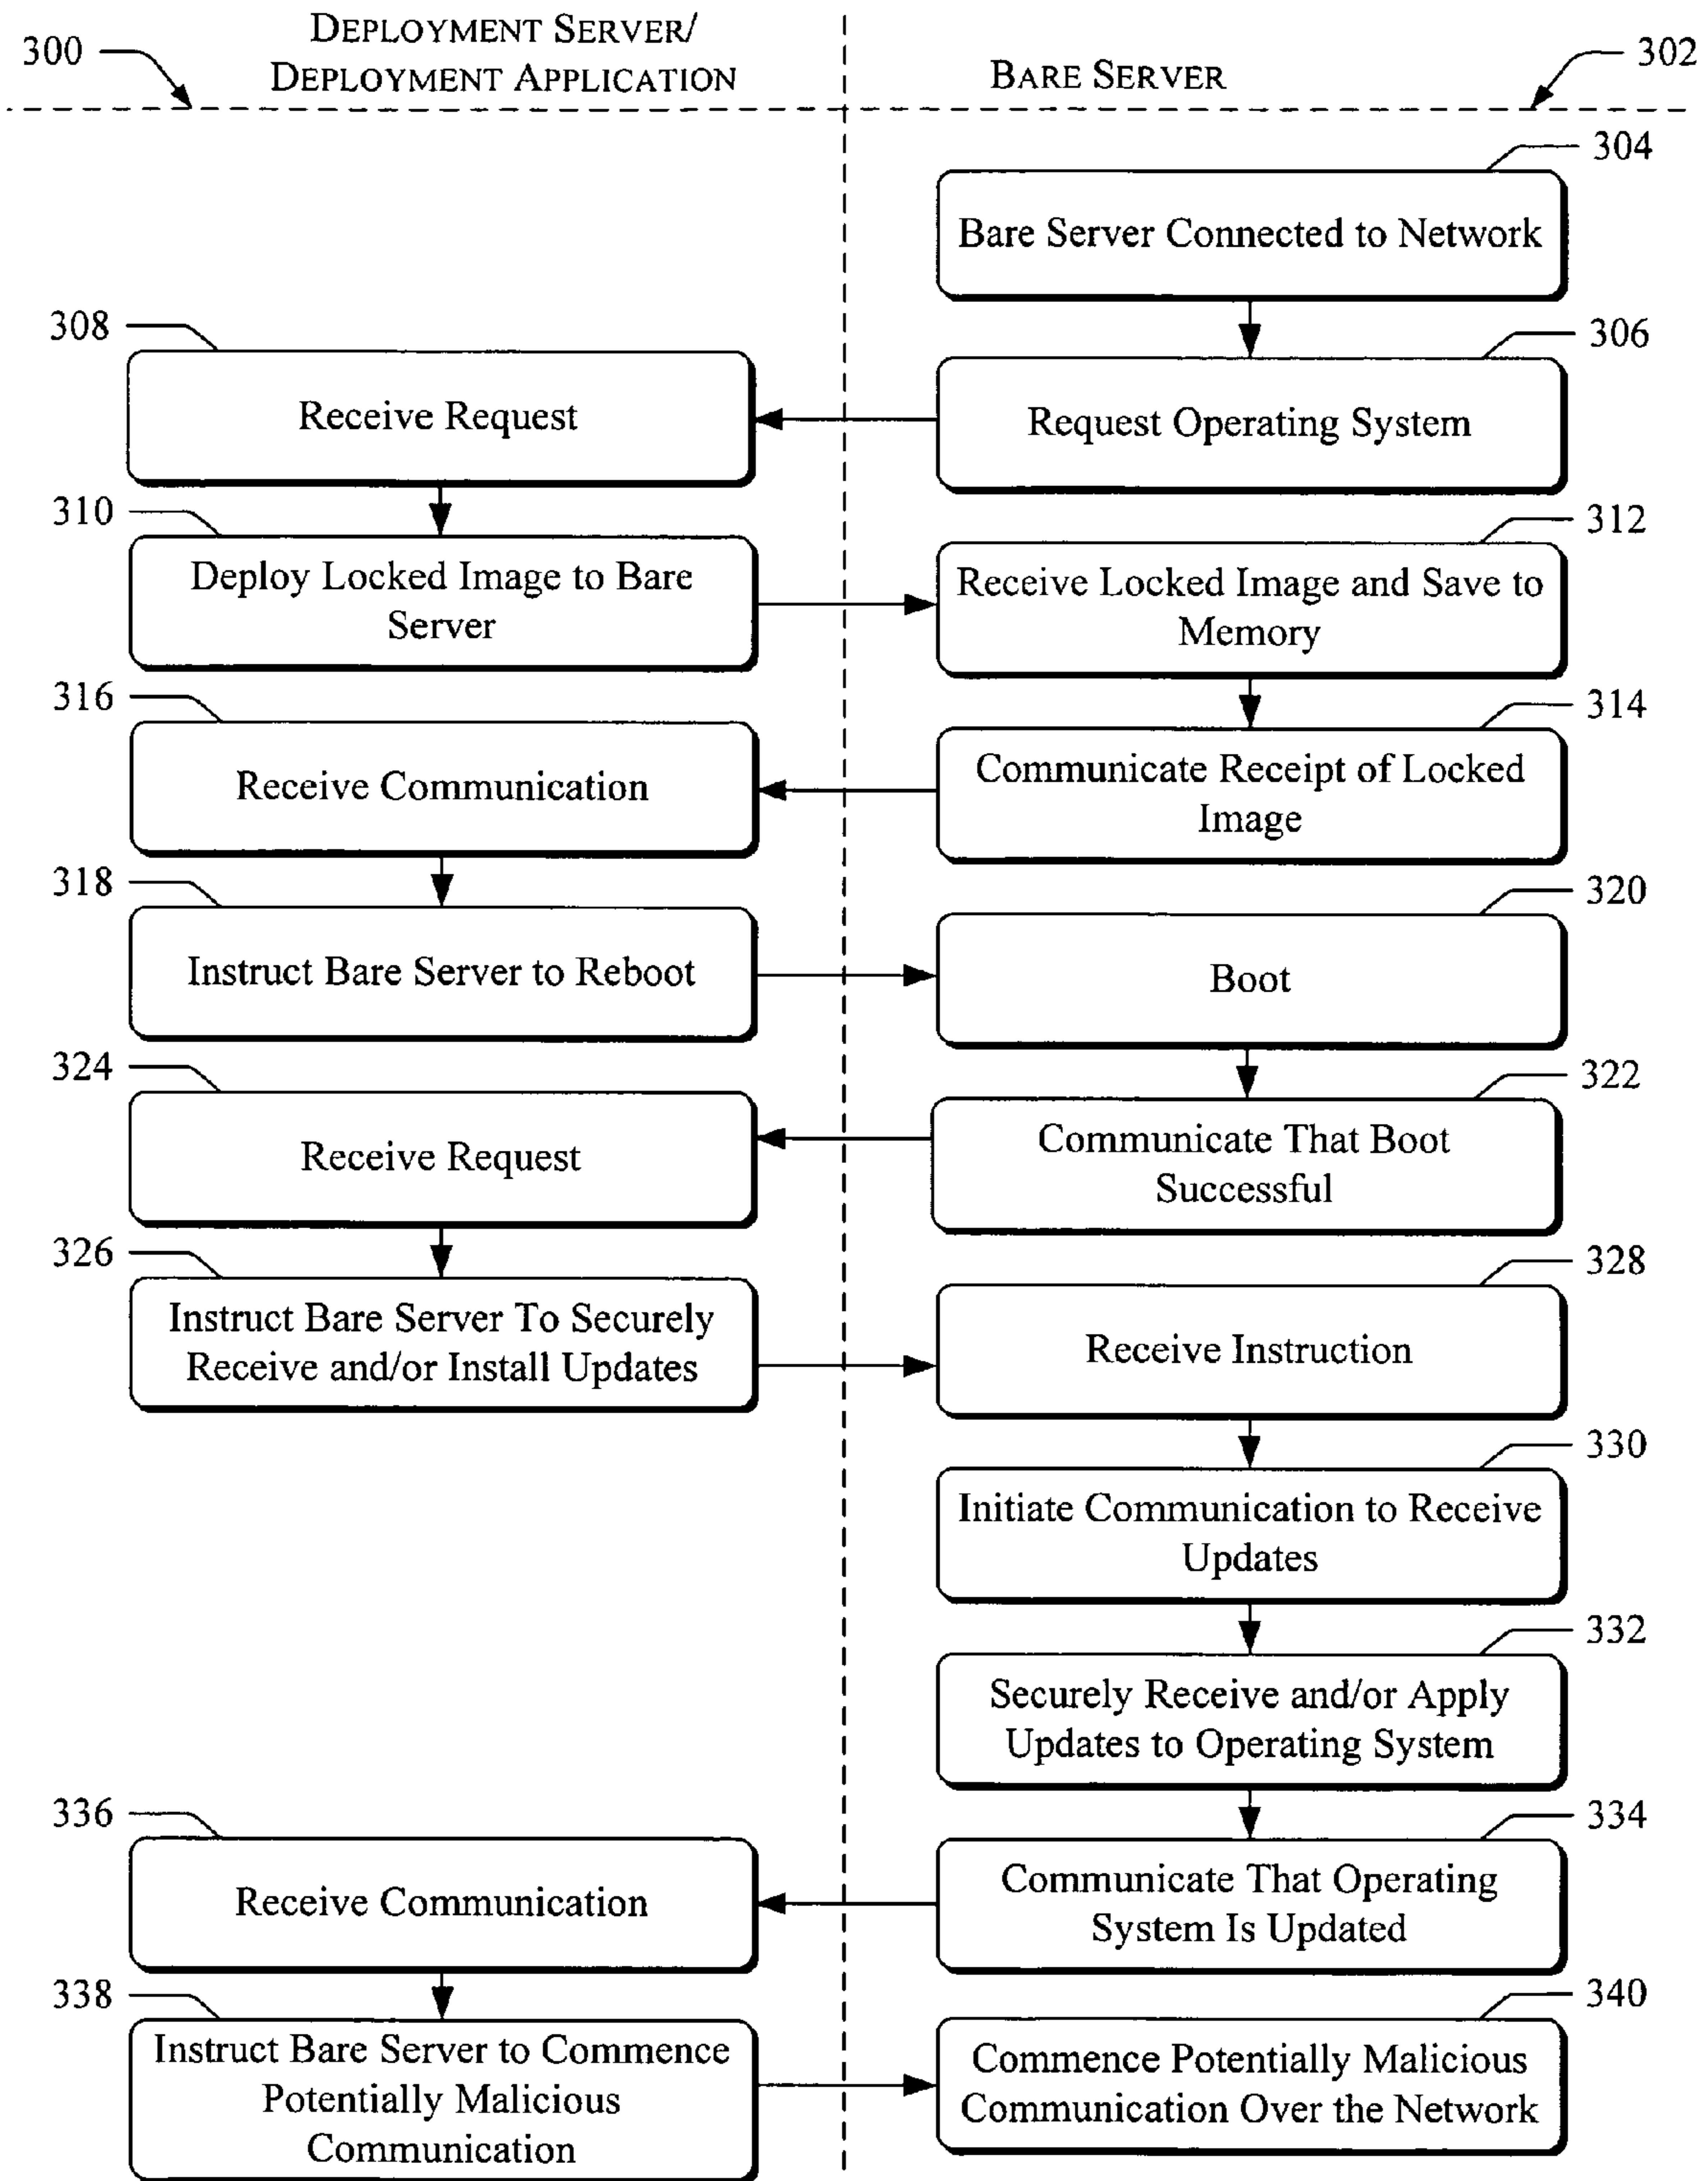 300
DEPLOYMENT SERVER/
DEPLOYMENT APPLICATION
BARE SERVER
302
304
Bare Server Connected to Network
306
Request Operating System
308
Receive Request
310
Deploy Locked Image to Bare
Server
312
Receive Locked Image and Save to
Memory
314
Communicate Receipt of Locked
Image
316
Receive Communication
318
Instruct Bare Server to Reboot
320
Boot
322
Communicate That Boot
Successful
324
Receive Request
326
Instruct Bare Server To Securely
Receive and/or Install Updates
328
Receive Instruction
330
Initiate Communication to Receive
Updates
332
Securely Receive and/or Apply
Updates to Operating System
334
Communicate That Operating
System Is Updated
336
Receive Communication
338
Instruct Bare Server to Commence
Potentially Malicious
Communication
340
Commence Potentially Malicious
Communication Over the Network